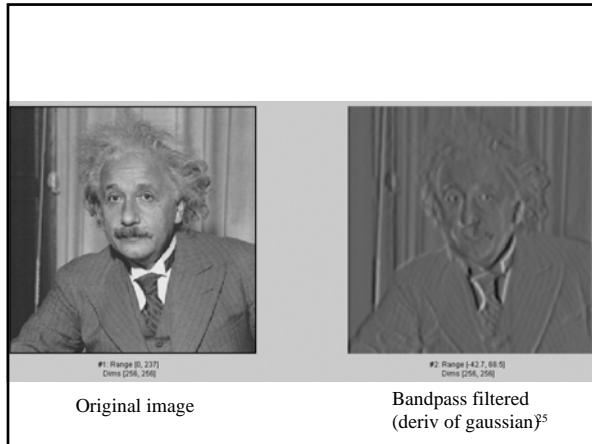 #1: Range [0, 237]
Dims [256, 256]
#2: Range [-42.7, 68.5]
Dims [256, 256]
Original image
Bandpass filtered
(deriv of gaussian)
25